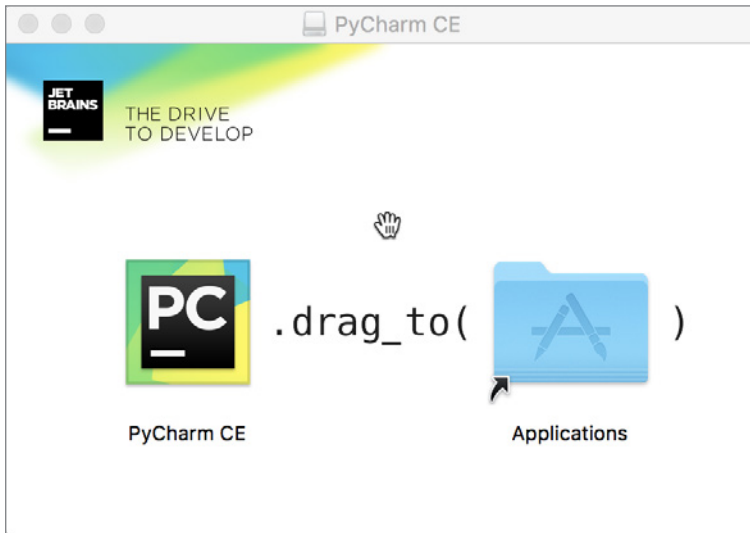 PyCharm CE
JET
BRAINS
THE DRIVE
TO DEVELOP
PC
.drag_to( )
PyCharm CE
Applications